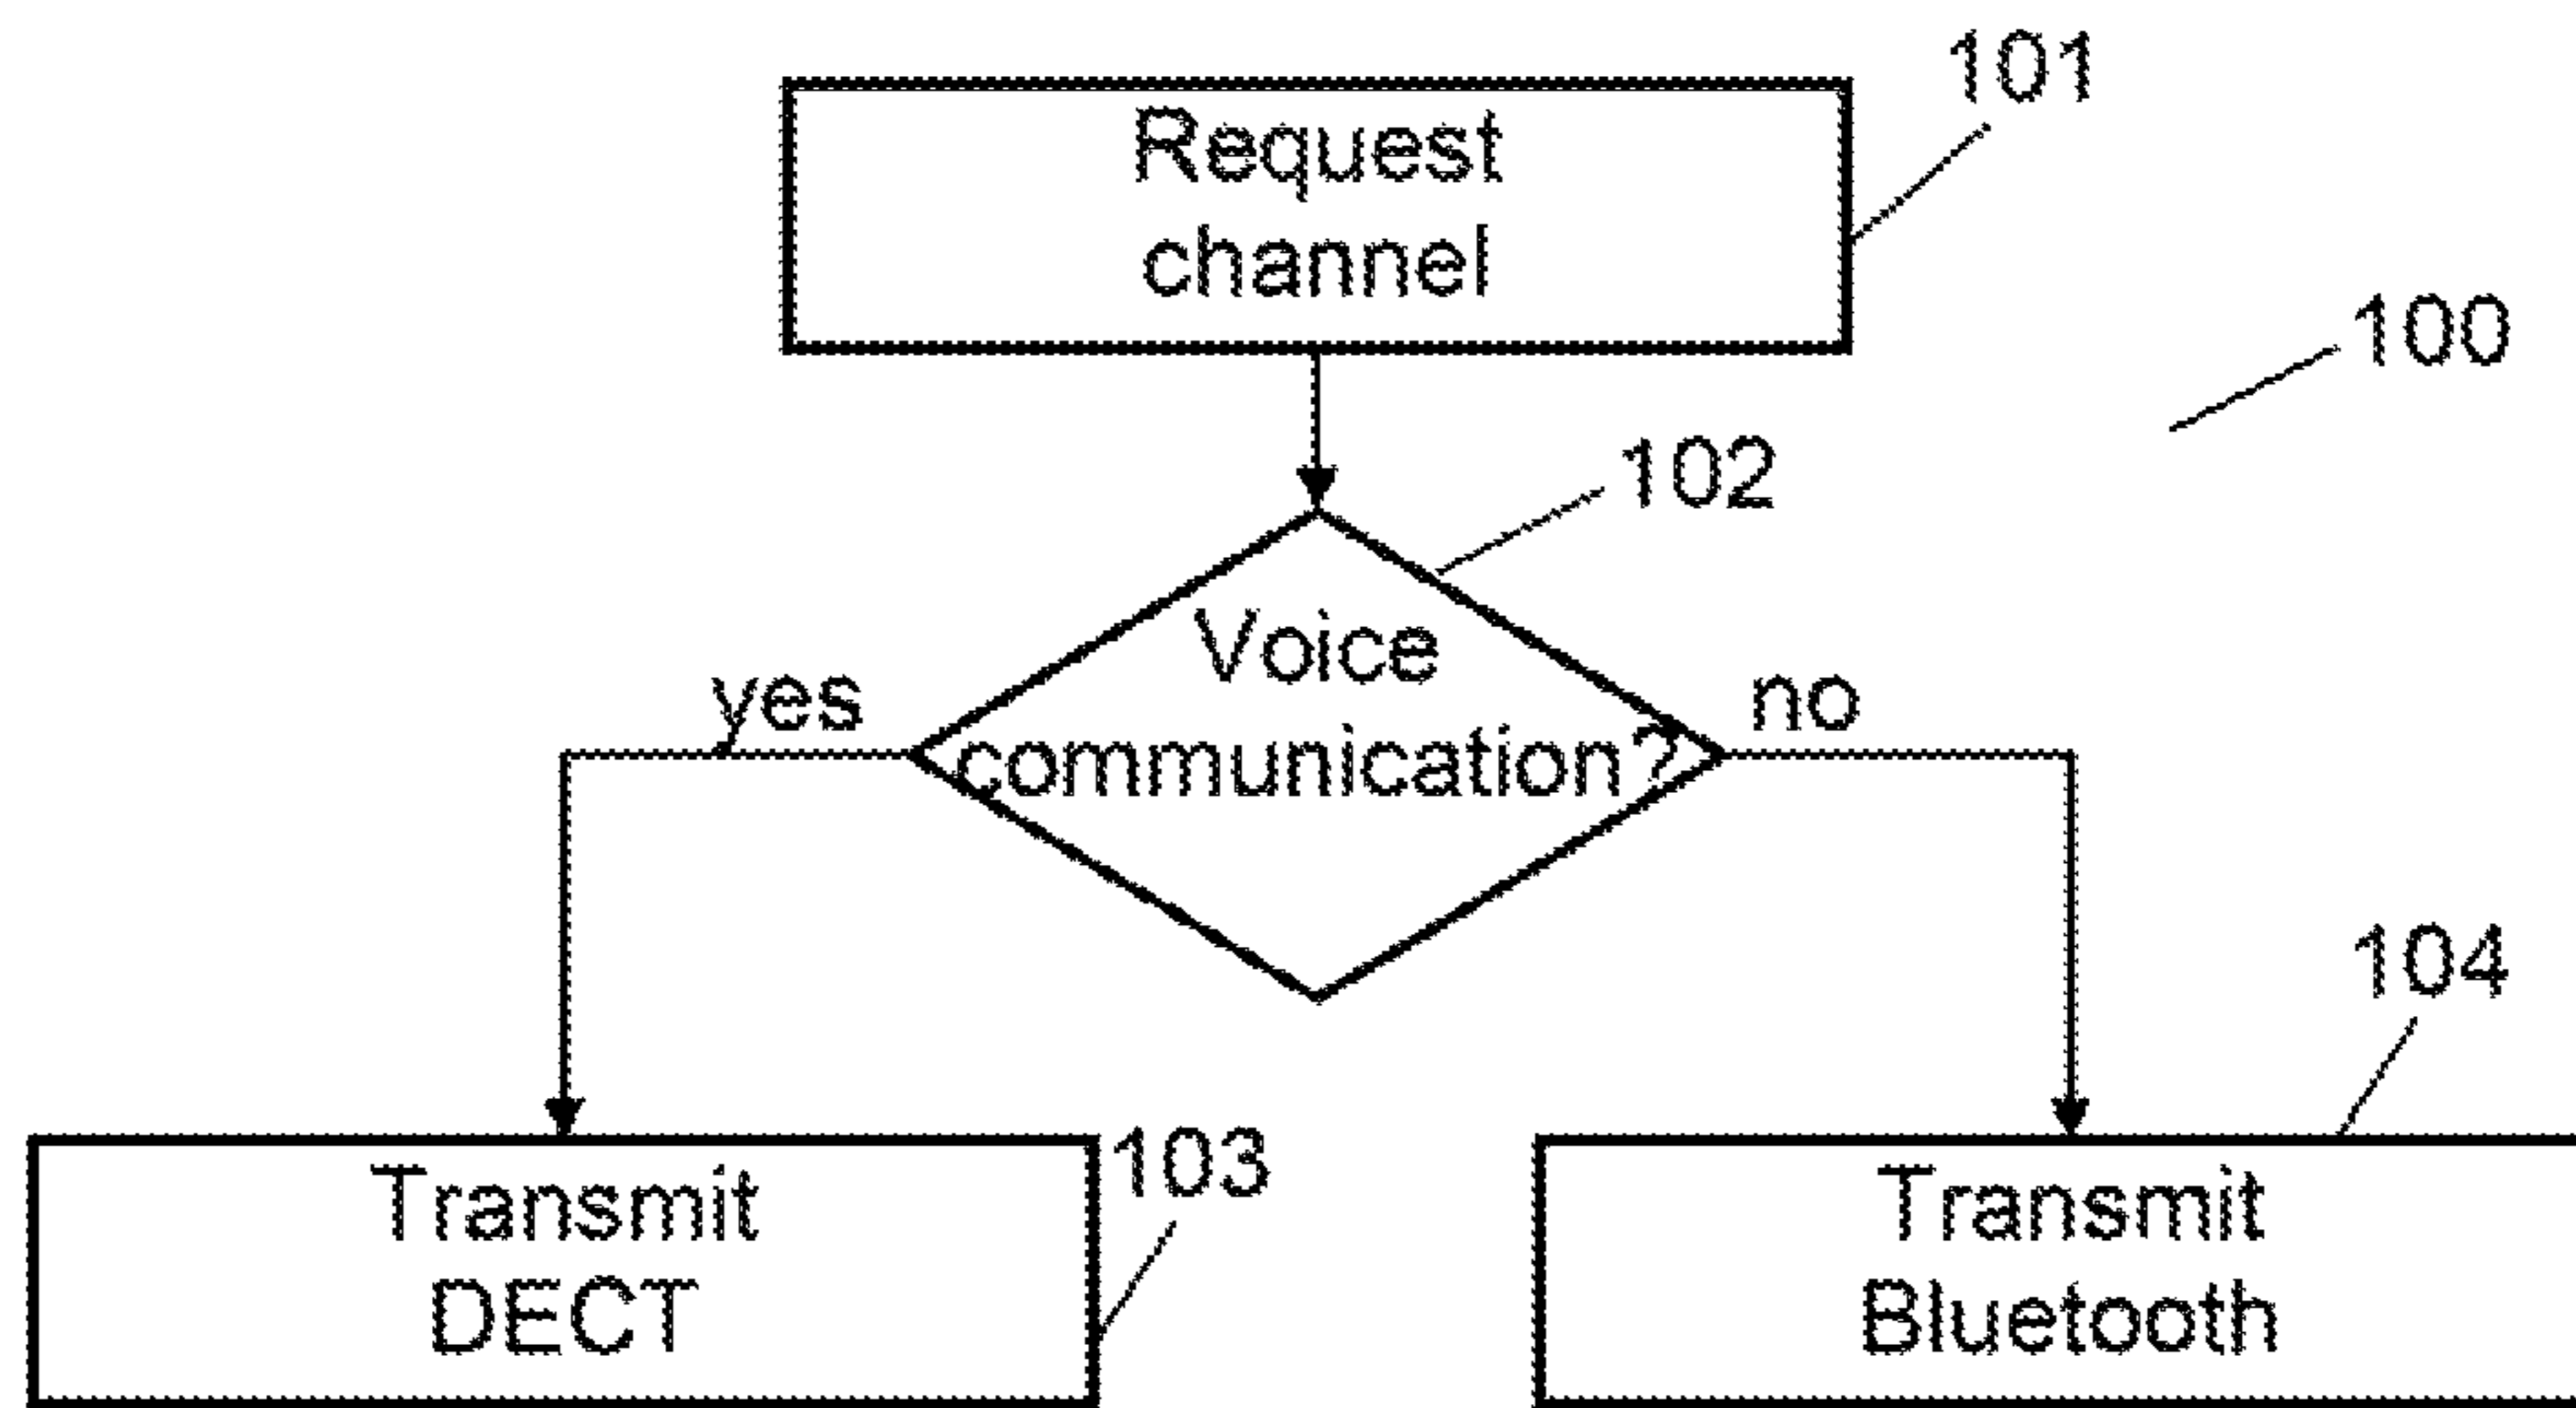 101
Request
channel
100
102
Voice
communication?
yes
no
104
103
Transmit
DECT
Transmit
Bluetooth